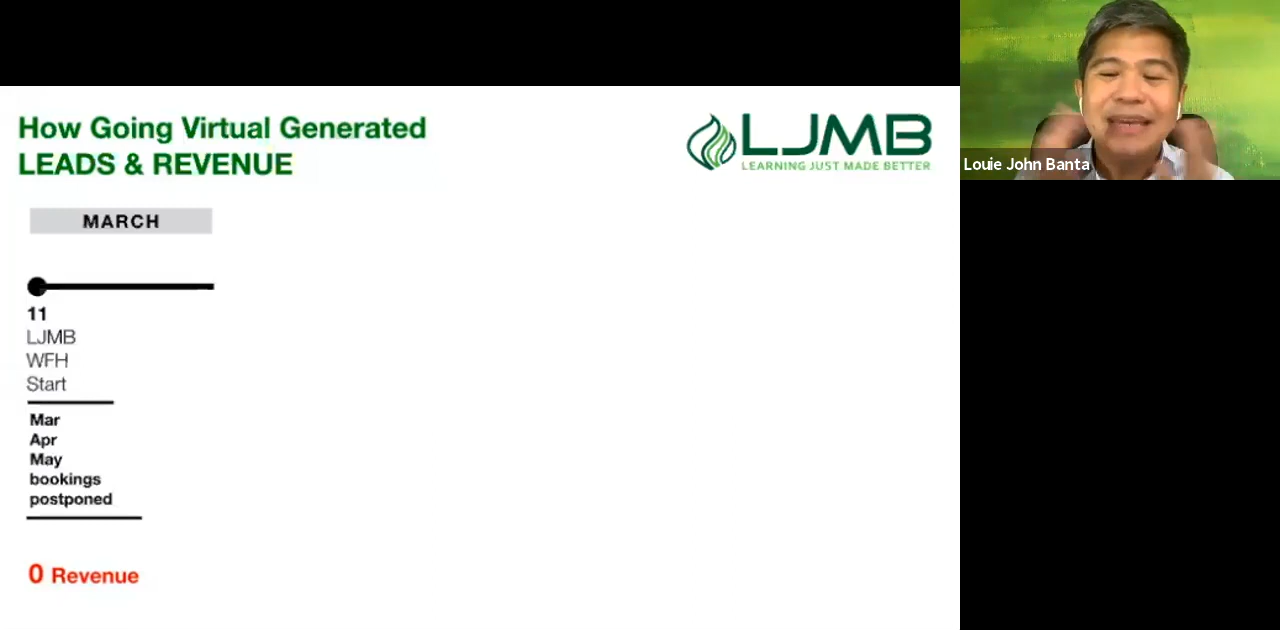 How Going Virtual Generated
LEADS & REVENUE
LJMB
LEARNING JUST MADE BETTER
Louie John Banta
MARCH
11
LJMB
WFH
Start
Mar
Apr
May
bookings
postponed
0 Revenue